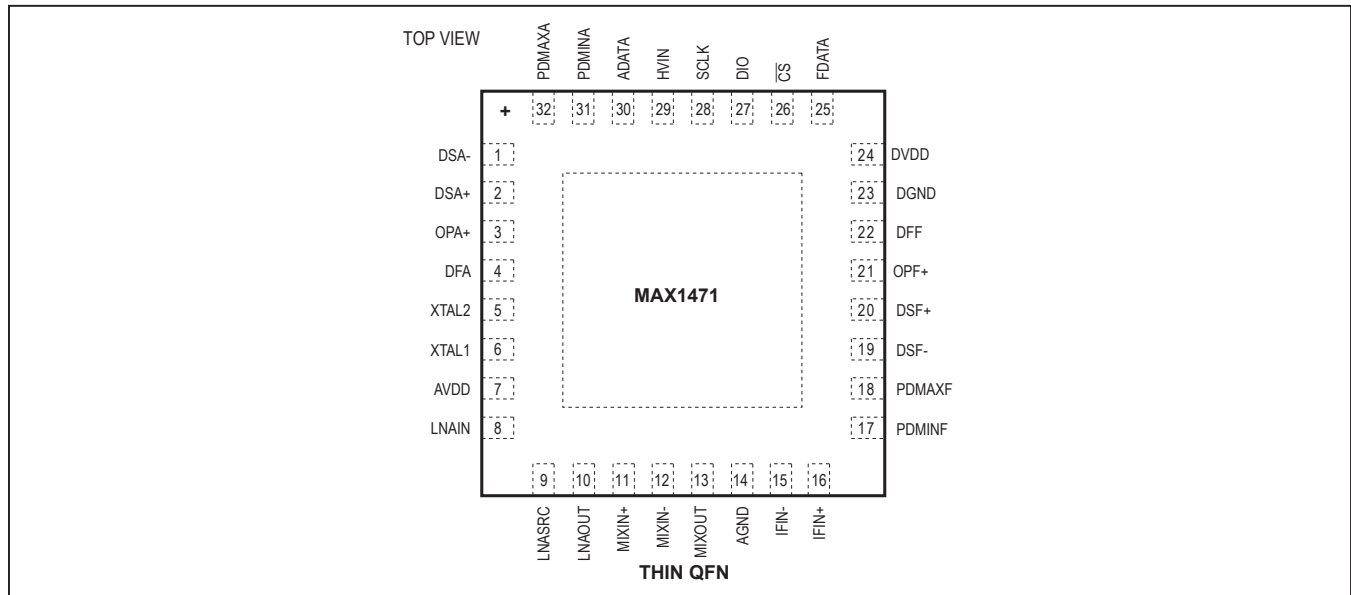 TOP VIEW
PDMAXA
PDMINA
ADATA
HVIN
SCLK
DIO
C̅S̅
FDATA
+ 32 31 30 29 28 27 26 25
DSA- 1 24 DVDD
DSA+ 2 23 DGND
OPA+ 3 22 DFF
DFA 4 21 OPF+
MAX1471
XTAL2 5 20 DSF+
XTAL1 6 19 DSF-
AVDD 7 18 PDMAXF
LNAIN 8 17 PDMINF
9 10 11 12 13 14 15 16
LNASRC
LNAOUT
MIXIN+
MIXIN-
MIXOUT
AGND
IFIN-
IFIN+
THIN QFN